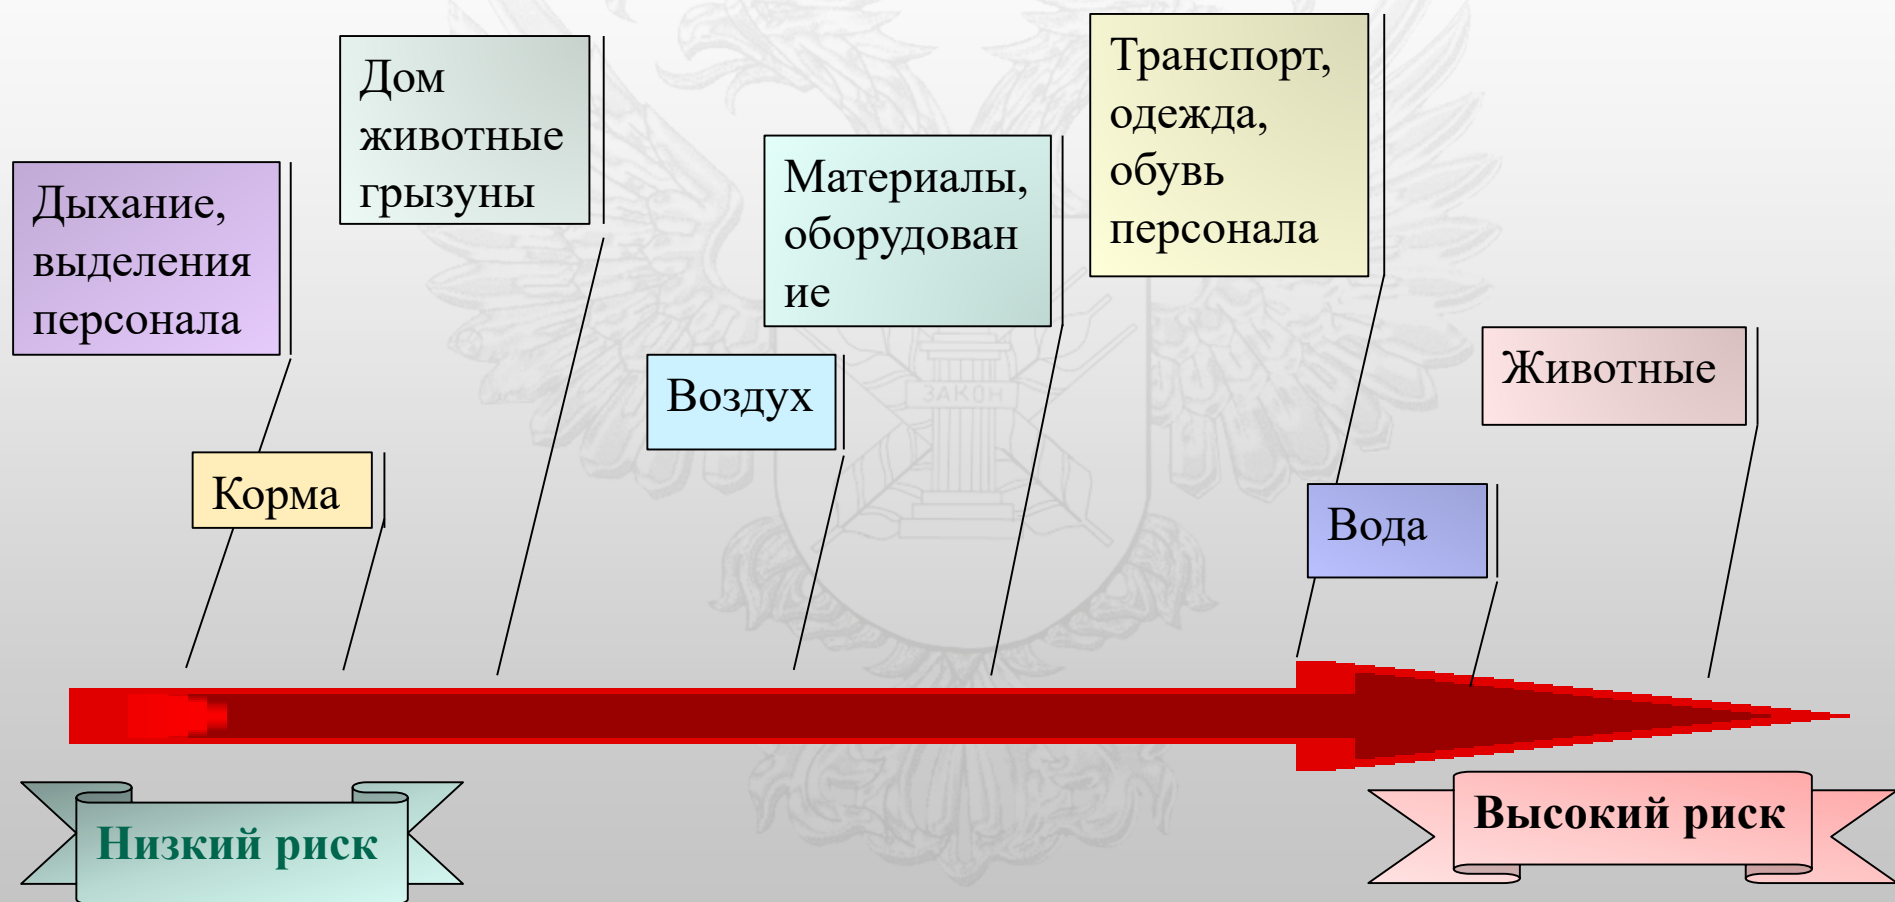 Дыхание,
выделения
персонала
Корма
Дом
животные
грызуны
Воздух
Материалы,
оборудован
ие
Транспорт,
одежда,
обувь
персонала
Вода
Животные
ЗАКОН
Низкий риск
Высокий риск